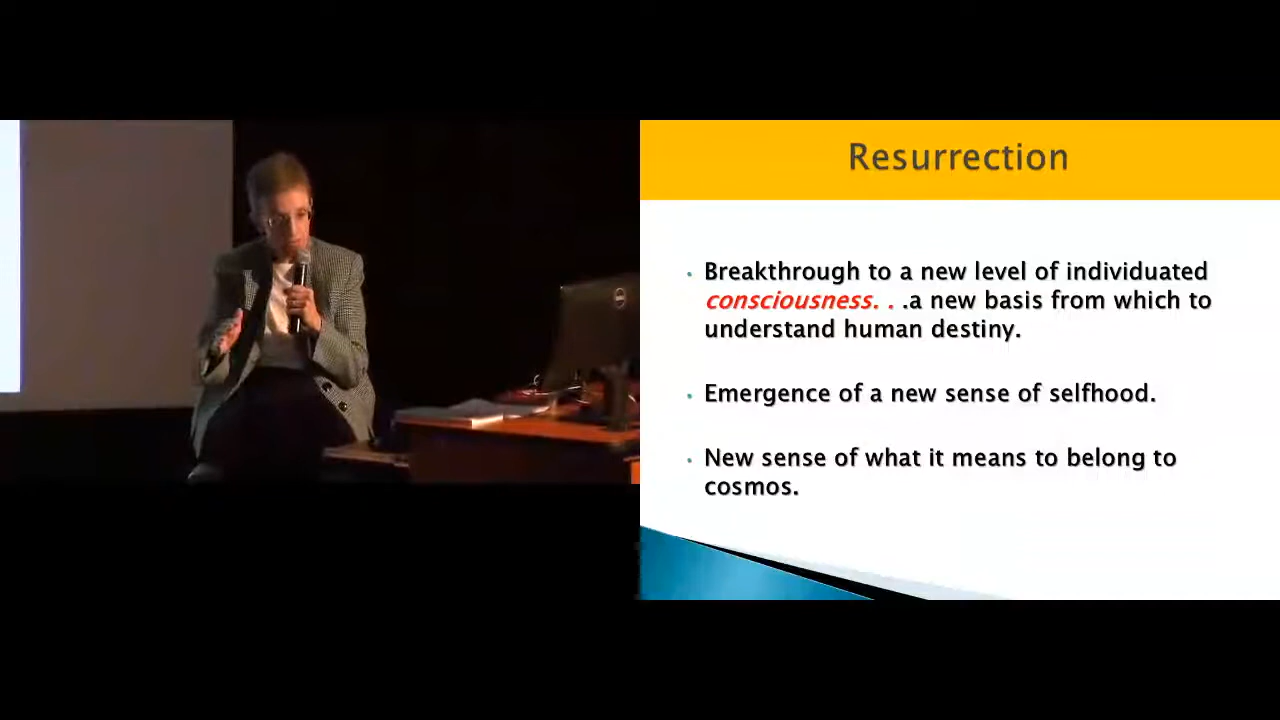 Resurrection
• Breakthrough to a new level of individuated
consciousness. . .a new basis from which to
understand human destiny.
• Emergence of a new sense of selfhood.
• New sense of what it means to belong to
cosmos.